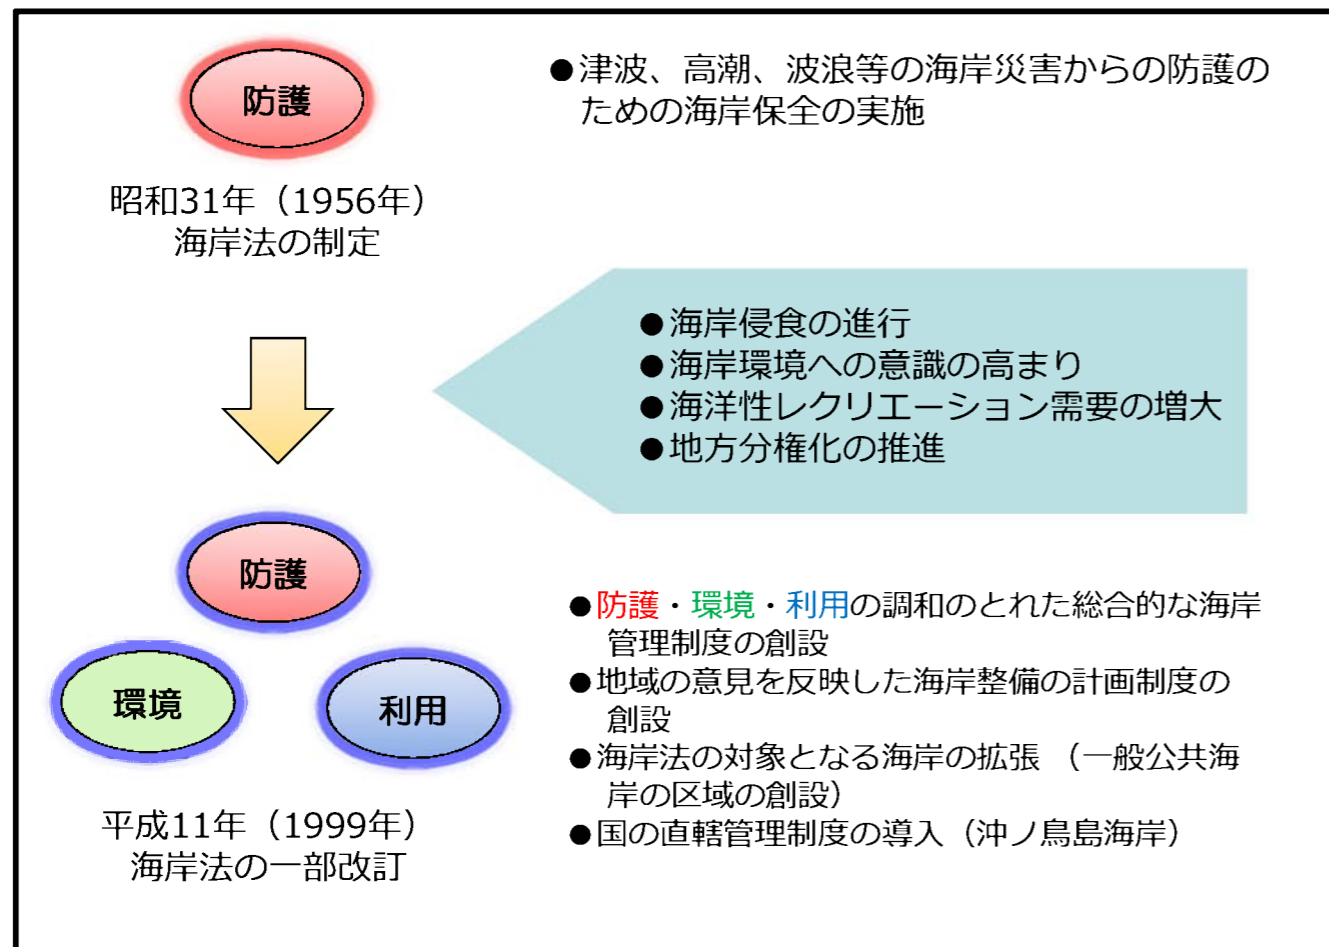 防護
●津波、高潮、波浪等の海岸災害からの防護の
ための海岸保全の実施
昭和31年（1956年）
海岸法の制定
●海岸侵食の進行
●海岸環境への意識の高まり
●海洋性レクリエーション需要の増大
●地方分権化の推進
防護
環境
利用
平成11年（1999年）
海岸法の一部改訂
●防護・環境・利用の調和のとれた総合的な海岸
管理制度の創設
●地域の意見を反映した海岸整備の計画制度の
創設
●海岸法の対象となる海岸の拡張 （一般公共海
岸の区域の創設）
●国の直轄管理制度の導入（沖ノ鳥島海岸）